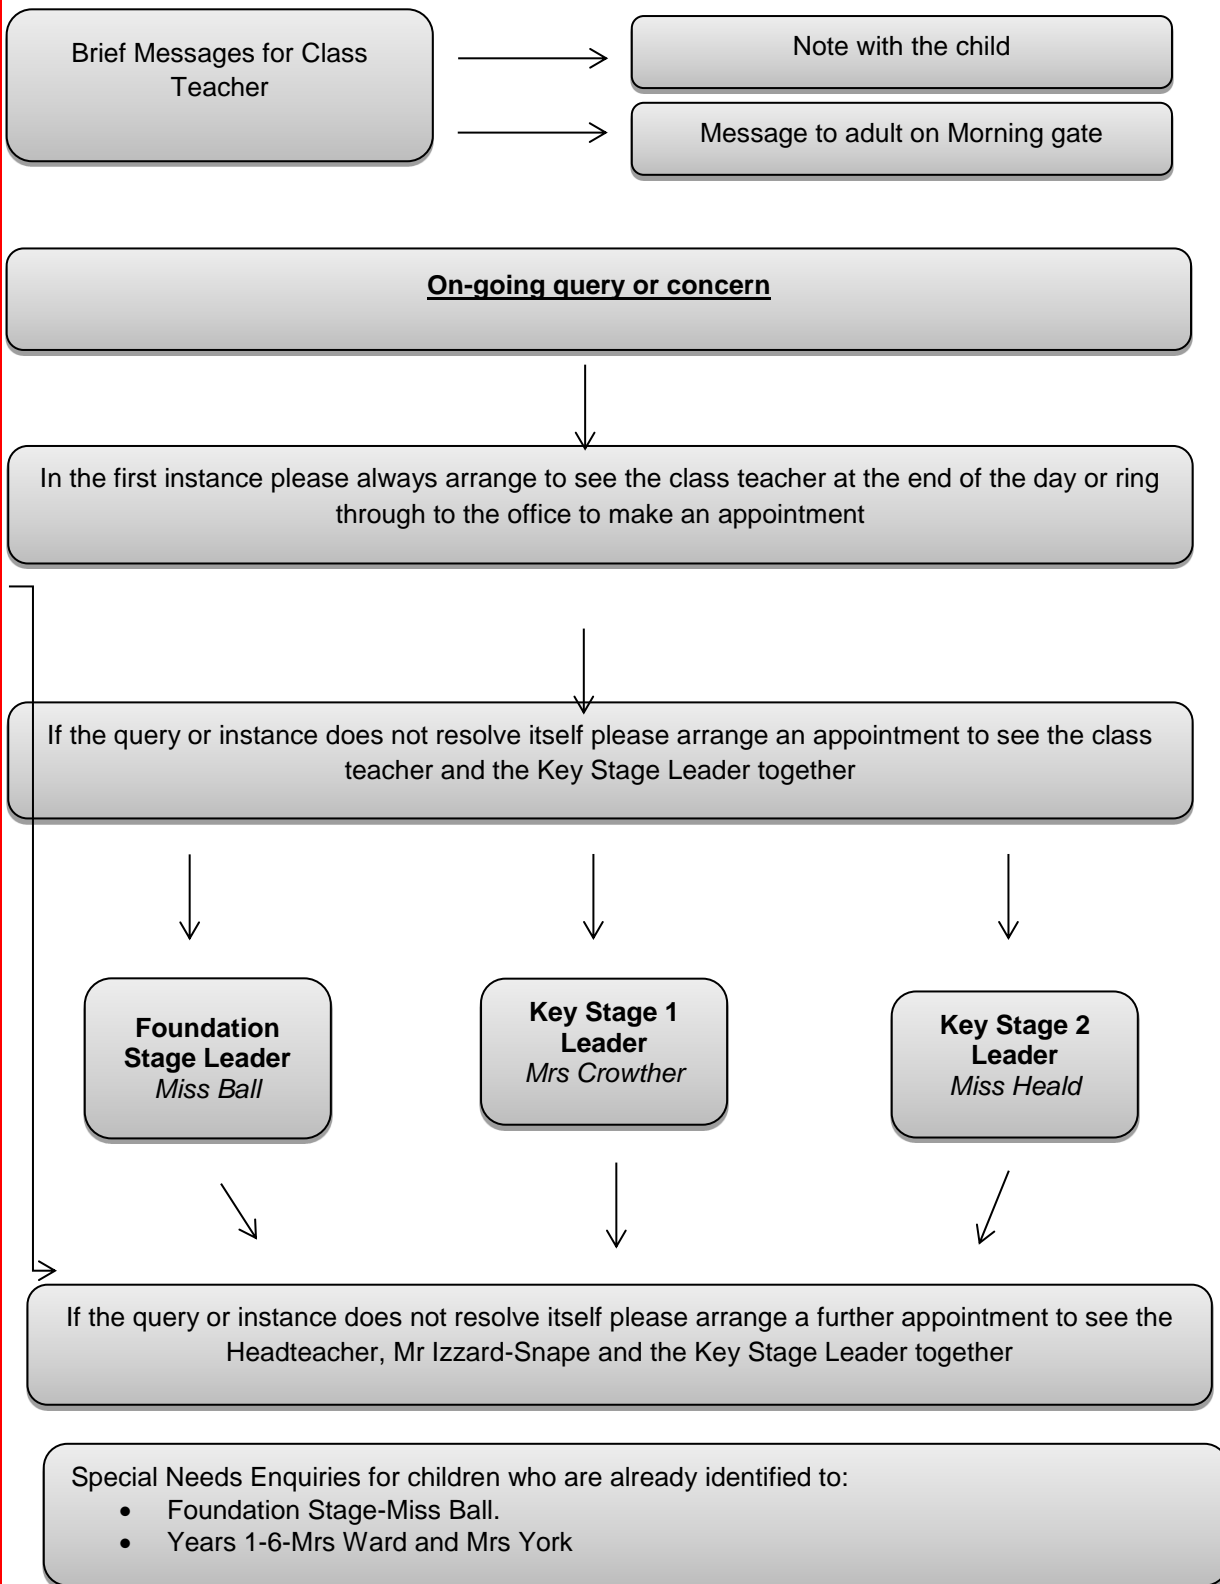 Brief Messages for Class
Teacher
Note with the child
Message to adult on Morning gate
On-going query or concern
In the first instance please always arrange to see the class teacher at the end of the day or ring
through to the office to make an appointment
If the query or instance does not resolve itself please arrange an appointment to see the class
teacher and the Key Stage Leader together
Foundation
Stage Leader
Miss Ball
Key Stage 1
Leader
Mrs Crowther
Key Stage 2
Leader
Miss Heald
If the query or instance does not resolve itself please arrange a further appointment to see the
Headteacher, Mr Izzard-Snape and the Key Stage Leader together
Special Needs Enquiries for children who are already identified to:
• Foundation Stage-Miss Ball.
• Years 1-6-Mrs Ward and Mrs York